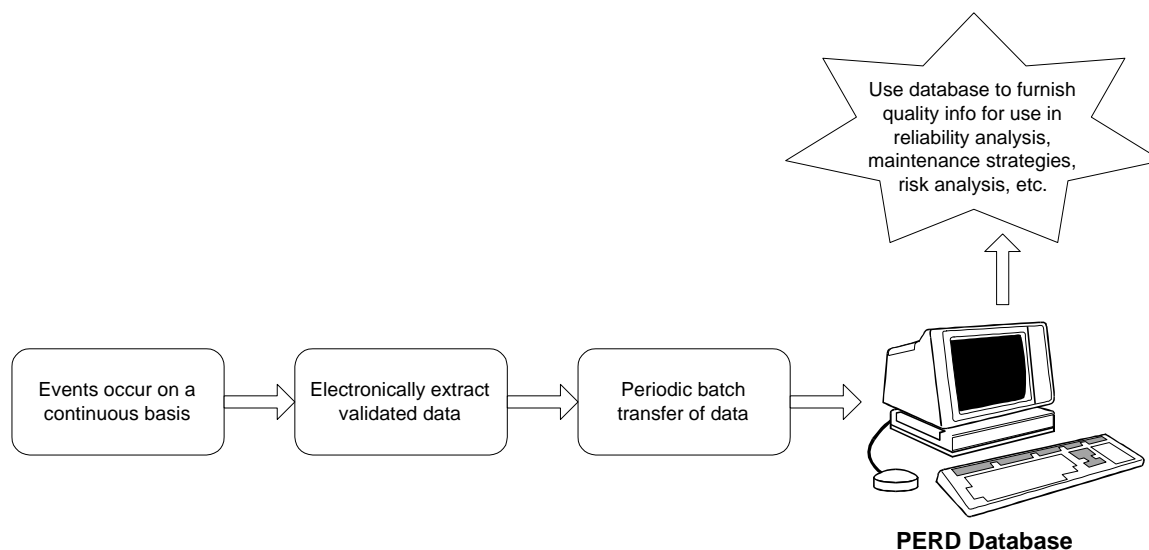 Use database to furnish
quality info for use in
reliability analysis,
maintenance strategies,
risk analysis, etc.
Events occur on a
continuous basis
Electronically extract
validated data
Periodic batch
transfer of data
PERD Database